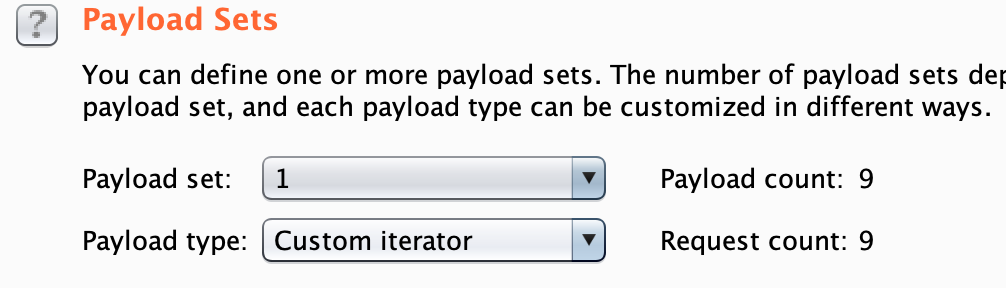 ?
Payload Sets
You can define one or more payload sets. The number of payload sets
payload set, and each payload type can be customized in different ways.
Payload set: 1 Payload count: 9
Payload type: Custom iterator Request count: 9